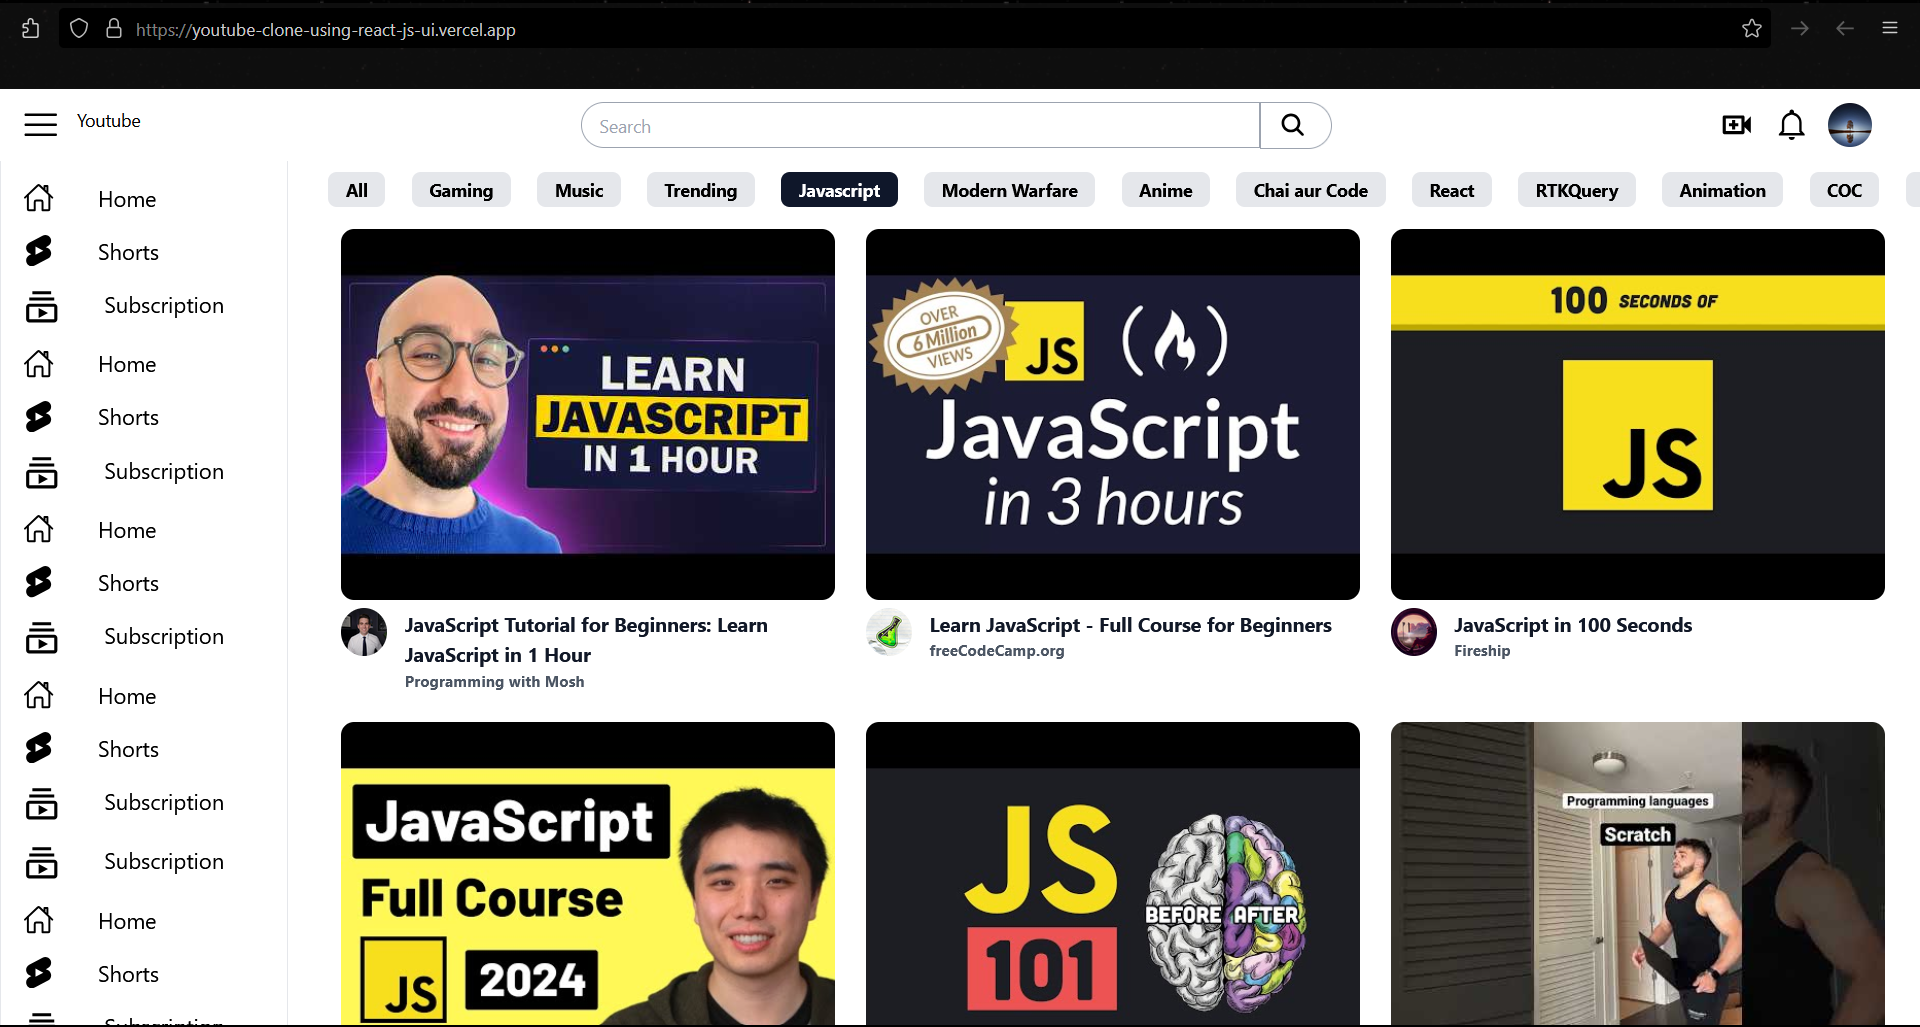 https://youtube-clone-using-react-js-ui.vercel.app
Youtube
Search
All Gaming Music Trending Javascript Modern Warfare Anime Chai aur Code React RTKQuery Animation COC
Home
Shorts
Subscription
Home
Shorts
Subscription
Home
Shorts
Subscription
Home
Shorts
Subscription
Subscription
Home
Shorts
Subscription
LEARN
JAVASCRIPT
IN 1 HOUR
JavaScript Tutorial for Beginners: Learn
JavaScript in 1 Hour
Programming with Mosh
OVER
6 Million
VIEWS
JS
JavaScript
in 3 hours
Learn JavaScript - Full Course for Beginners
freeCodeCamp.org
100 SECONDS OF
JS
JavaScript in 100 Seconds
Fireship
JavaScript
Full Course
JS
2024
JS
101
BEFORE AFTER
Programming languages
Scratch